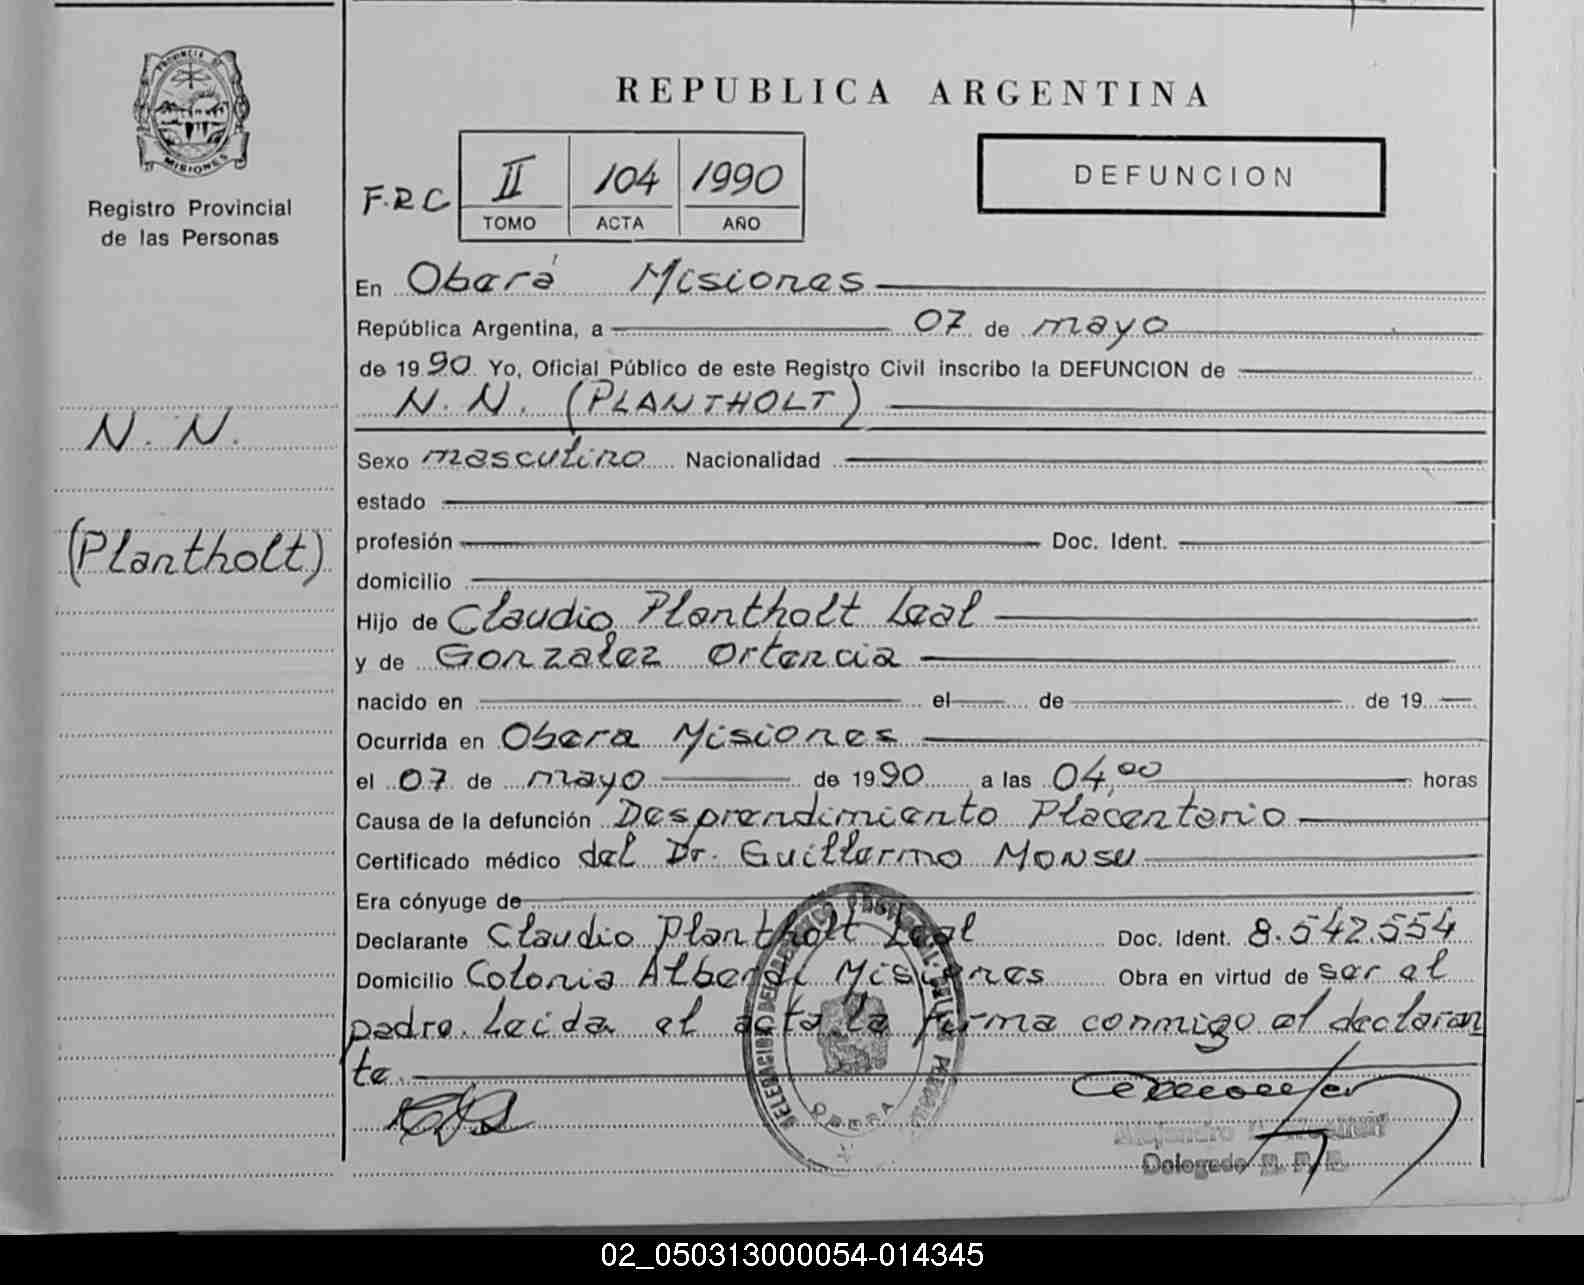 PROVINCIA DE
MISIONES
Registro Provincial
de las Personas
N. N.
(Plantholt)
REPUBLICA ARGENTINA
F.R.C II 104 1990
TOMO ACTA AÑO
DEFUNCION
En Oberá Misiones
República Argentina, a 07 de mayo
de 1990 Yo, Oficial Público de este Registro Civil inscribo la DEFUNCION de
N. N. (PLANTHOLT)
Sexo masculino Nacionalidad
estado
profesión Doc. Ident.
domicilio
Hijo de Claudio Plantholt Leal
y de Gonzalez Ortencia
nacido en el de de 19
Ocurrida en Obera Misiones
el 07 de mayo de 1990 a las 04,00 horas
Causa de la defunción Desprendimiento Placentario
Certificado médico del Dr. Guillermo Monsu
Era cónyuge de
Declarante Claudio Plantholt Leal Doc. Ident. 8.542.554
Domicilio Colonia Alberdi Misiones Obra en virtud de ser el
padre. Leida el acta la firma conmigo el declaran
te.
OBERA
Alejandro
Delegado R. P. P.
02_050313000054-014345